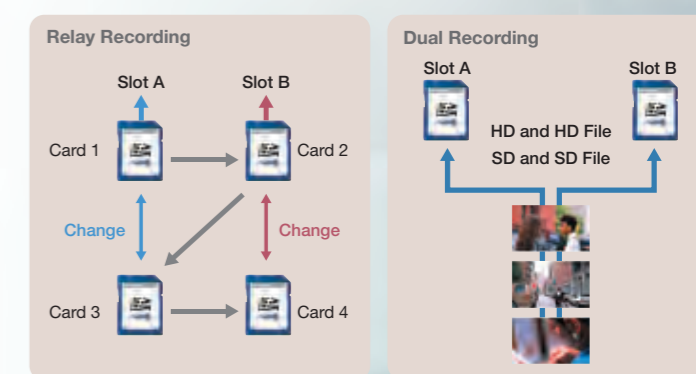 Relay Recording
Slot A
Slot B
Card 1
Card 2
Change
Change
Card 3
Card 4
Dual Recording
Slot A
Slot B
HD and HD File
SD and SD File